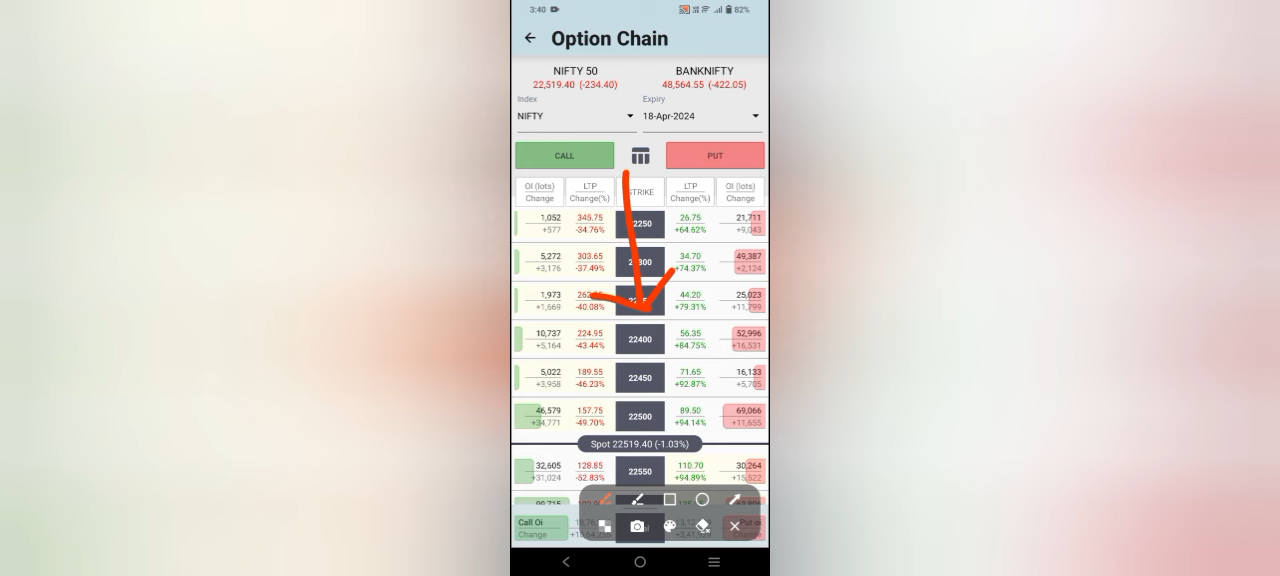 3:40 82%
Option Chain
NIFTY 50 BANKNIFTY
22,519.40 (-234.40) 48,564.55 (-422.05)
Index Expiry
NIFTY 18-Apr-2024
CALL PUT
OI (lots) LTP STRIKE LTP OI (lots)
Change Change(%) Change(%) Change
1,052 345.75 2250 26.75 21,711
+577 -34.76% +64.62% +9,043
5,272 303.65 34.70 49,387
+3,176 -37.49% +74.37% +2,124
1,973 44.20 25,023
+1,669 -40.08% +79.31% +11,799
10,737 224.95 22400 56.35 52,996
+5,164 -43.44% +84.75% +16,531
5,022 189.55 22450 71.65 16,133
+3,958 -46.23% +92.87% +5,705
46,579 157.75 22500 89.50 69,066
+34,771 -49.70% +94.14% +11,655
Spot 22519.40 (-1.03%)
32,605 128.85 22550 110.70 30,264
+31,024 -52.83% +94.89% +15,522
Call Oi Put oi
Change Change